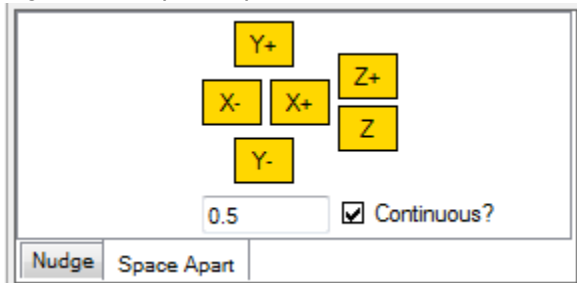 Y+
Z+
X- X+
Z
Y-
0.5 Continuous?
Nudge Space Apart